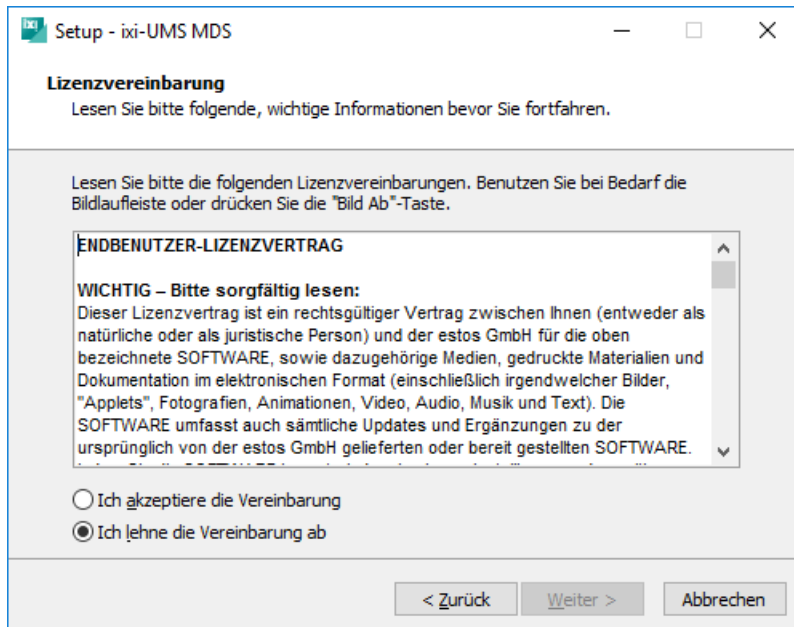 Setup - ixi-UMS MDS
Lizenzvereinbarung
Lesen Sie bitte folgende, wichtige Informationen bevor Sie fortfahren.
Lesen Sie bitte die folgenden Lizenzvereinbarungen. Benutzen Sie bei Bedarf die
Bildlaufleiste oder drücken Sie die "Bild Ab"-Taste.
ENDBENUTZER-LIZENZVERTRAG
WICHTIG – Bitte sorgfältig lesen:
Dieser Lizenzvertrag ist ein rechtsgültiger Vertrag zwischen Ihnen (entweder als
natürliche oder als juristische Person) und der estos GmbH für die oben
bezeichnete SOFTWARE, sowie dazugehörige Medien, gedruckte Materialien und
Dokumentation im elektronischen Format (einschließlich irgendwelcher Bilder,
"Applets", Fotografien, Animationen, Video, Audio, Musik und Text). Die
SOFTWARE umfasst auch sämtliche Updates und Ergänzungen zu der
ursprünglich von der estos GmbH gelieferten oder bereit gestellten SOFTWARE.
Ich akzeptiere die Vereinbarung
Ich lehne die Vereinbarung ab
< Zurück
Weiter >
Abbrechen